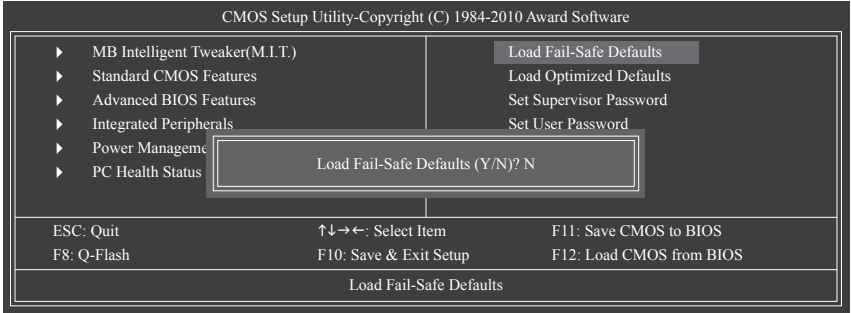 CMOS Setup Utility-Copyright (C) 1984-2010 Award Software
MB Intelligent Tweaker(M.I.T.)
Standard CMOS Features
Advanced BIOS Features
Integrated Peripherals
Power Manageme
PC Health Status
Load Fail-Safe Defaults
Load Optimized Defaults
Set Supervisor Password
Set User Password
Load Fail-Safe Defaults (Y/N)? N
ESC: Quit ↑↓→←: Select Item F11: Save CMOS to BIOS
F8: Q-Flash F10: Save & Exit Setup F12: Load CMOS from BIOS
Load Fail-Safe Defaults